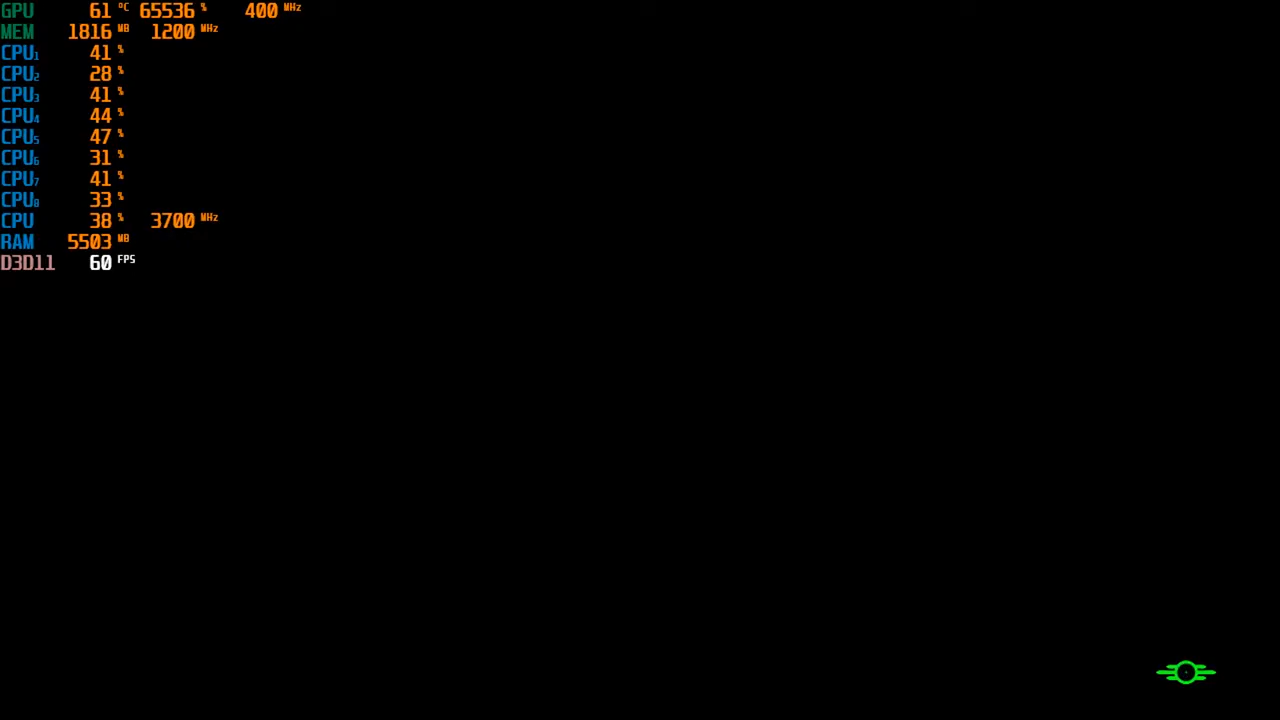 GPU 61 °C 65536 % 400 MHz
MEM 1816 MB 1200 MHz
CPU1 41 %
CPU2 28 %
CPU3 41 %
CPU4 44 %
CPU5 47 %
CPU6 31 %
CPU7 41 %
CPU8 33 %
CPU 38 % 3700 MHz
RAM 5503 MB
D3D11 60 FPS